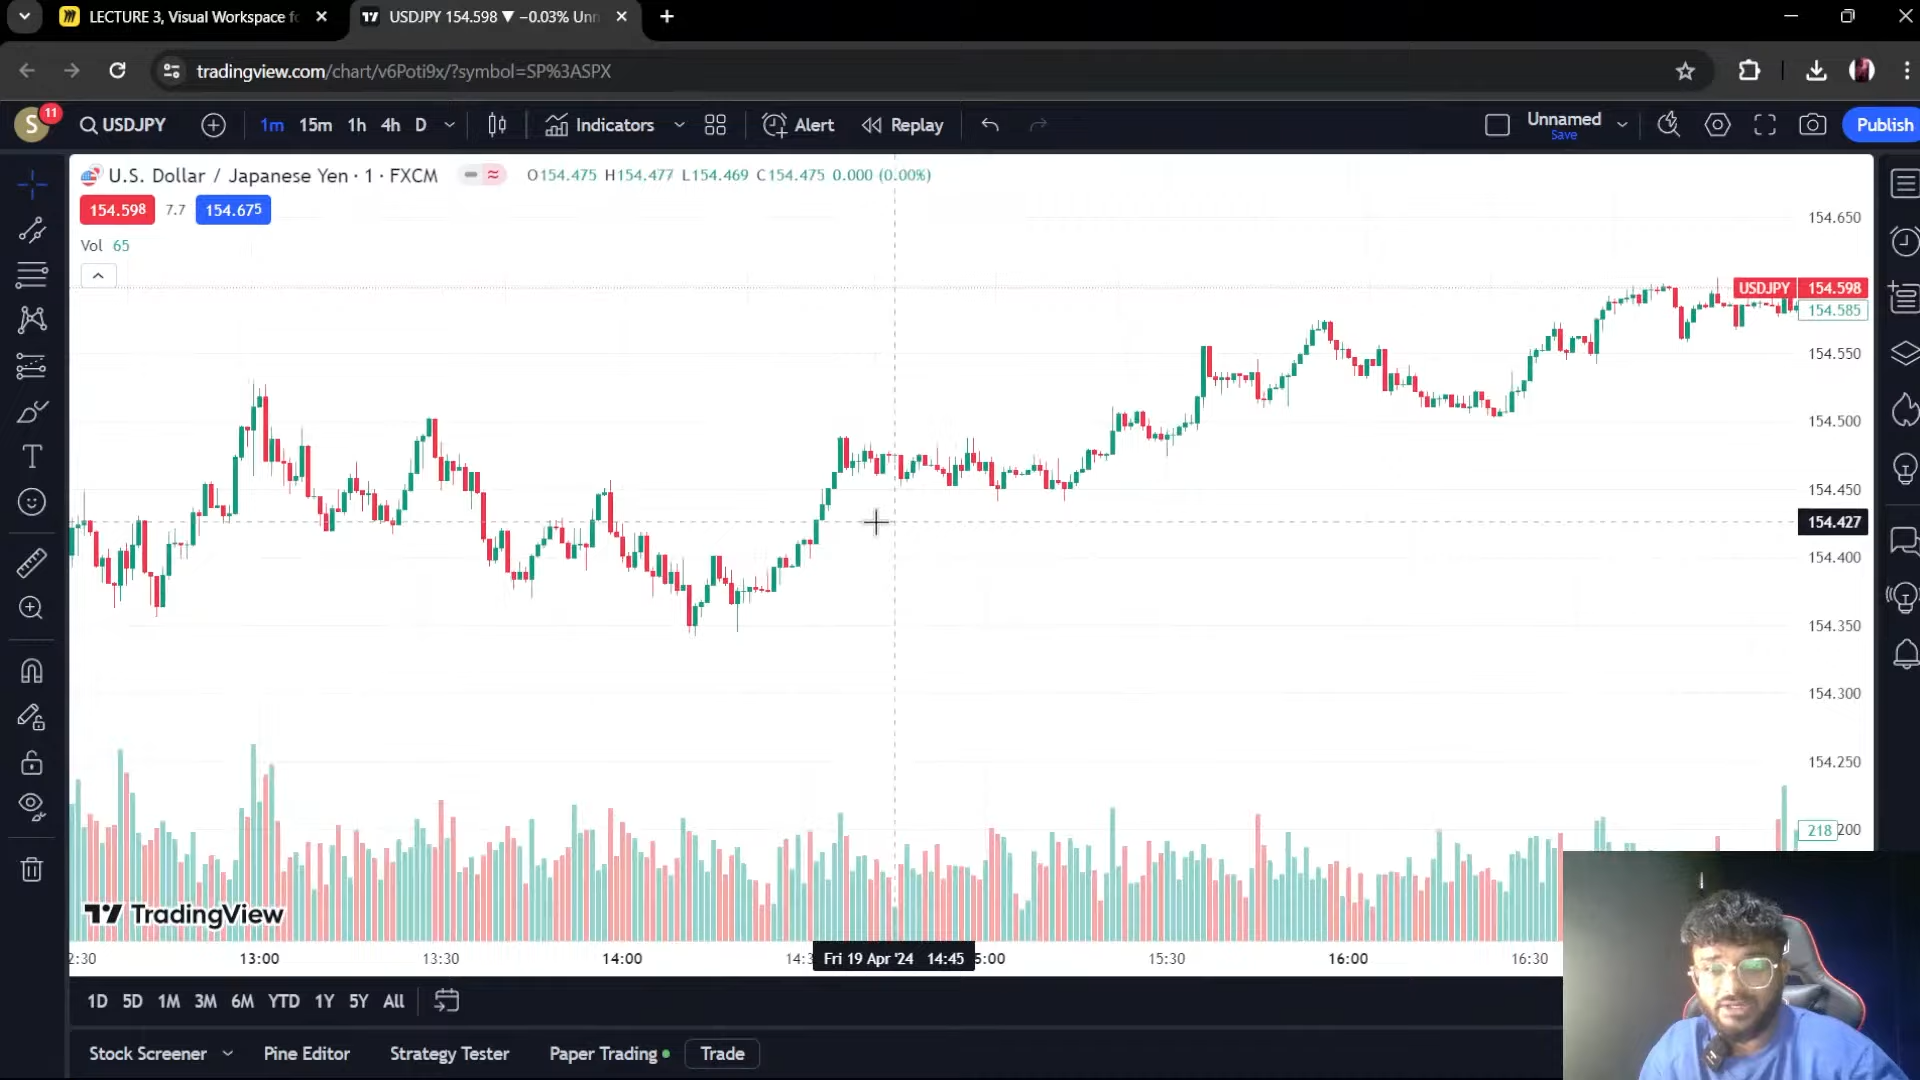 LECTURE 3, Visual Workspace fo
USDJPY 154.598 ▼ −0.03% Unn
tradingview.com/chart/v6Poti9x/?symbol=SP%3ASPX
S
11
USDJPY
1m 15m 1h 4h D
Indicators
Alert
Replay
Unnamed
Save
Publish
U.S. Dollar / Japanese Yen · 1 · FXCM
O154.475 H154.477 L154.469 C154.475 0.000 (0.00%)
154.598 7.7 154.675
Vol 65
154.650
USDJPY 154.598
154.585
154.550
154.500
154.450
154.427
154.400
154.350
154.300
154.250
218 200
TradingView
2:30 13:00 13:30 14:00 14:3 Fri 19 Apr '24 14:45 5:00 15:30 16:00 16:30
1D 5D 1M 3M 6M YTD 1Y 5Y All
Stock Screener Pine Editor Strategy Tester Paper Trading Trade